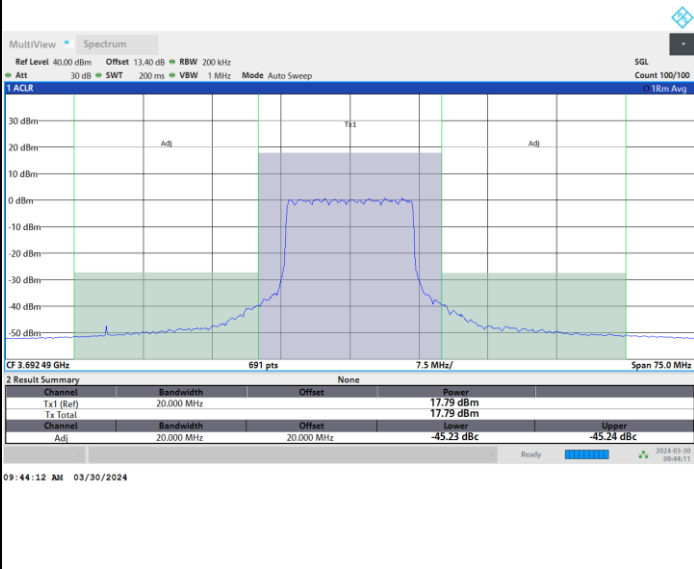 MultiView Spectrum
Ref Level 40.00 dBm Offset 13.40 dB RBW 200 kHz SGL
Att 30 dB SWT 200 ms VBW 1 MHz Mode Auto Sweep Count 100/100
1 ACLR 1Rm Avg
Tx1
Adj Adj
30 dBm
20 dBm
10 dBm
0 dBm
-10 dBm
-20 dBm
-30 dBm
-40 dBm
-50 dBm
CF 3.692 49 GHz 691 pts 7.5 MHz/ Span 75.0 MHz
2 Result Summary None
Channel Bandwidth Offset Power
Tx1 (Ref) 20.000 MHz 17.79 dBm
Tx Total 17.79 dBm
Channel Bandwidth Offset Lower Upper
Adj 20.000 MHz 20.000 MHz -45.23 dBc -45.24 dBc
Ready 2024-03-30
09:44:11
09:44:12 AM 03/30/2024